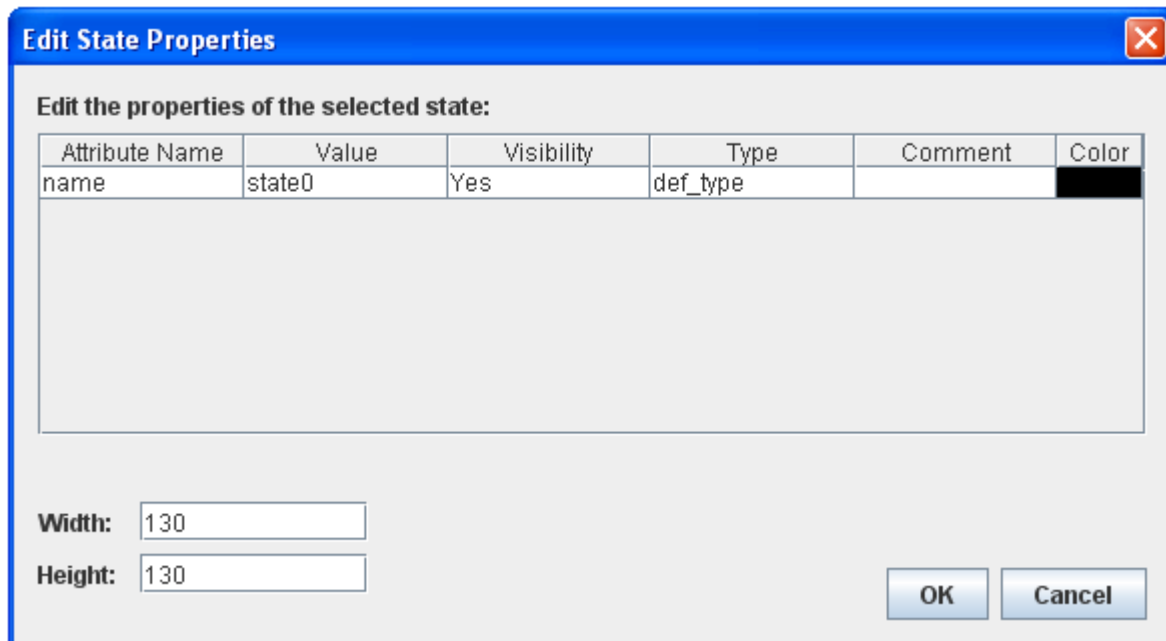 Edit State Properties
Edit the properties of the selected state:
Attribute Name Value Visibility Type Comment Color
name state0 Yes def_type
Width: 130
Height: 130
OK Cancel